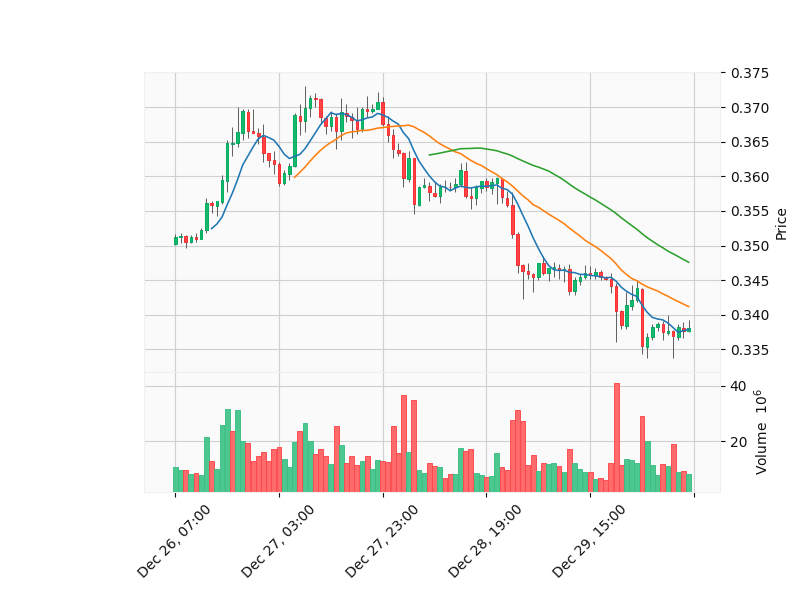 0.375
0.370
0.365
0.360
0.355
0.350
0.345
0.340
0.335
Price
40
20
Volume 10^6
Dec 26, 07:00
Dec 27, 03:00
Dec 27, 23:00
Dec 28, 19:00
Dec 29, 15:00